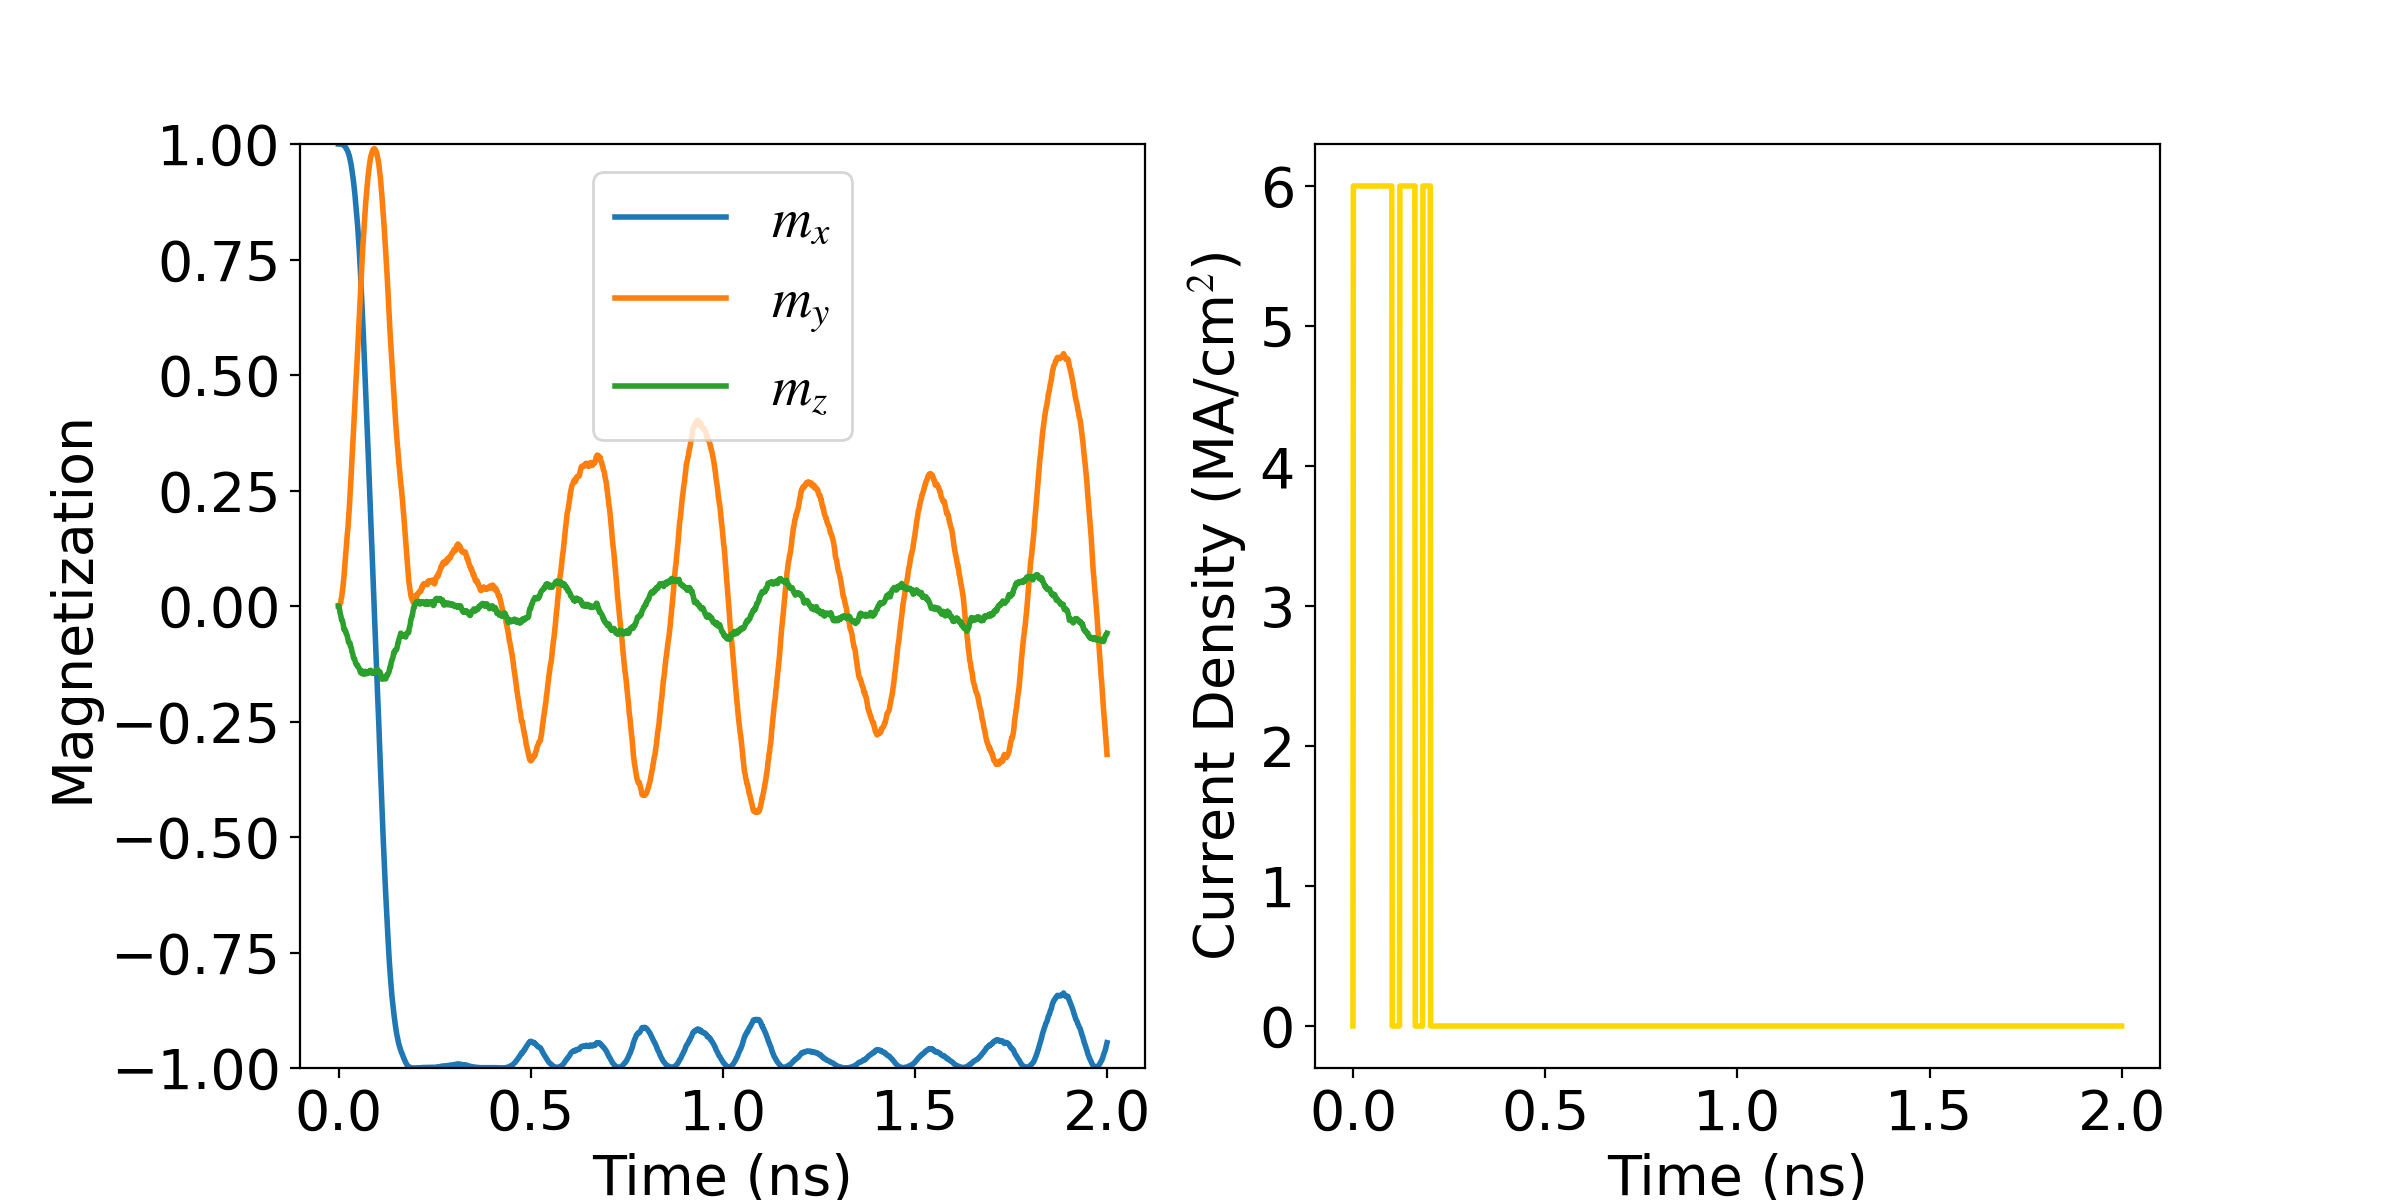 Magnetization
1.00
0.75
0.50
0.25
0.00
−0.25
−0.50
−0.75
−1.00
m_x
m_y
m_z
0.0 0.5 1.0 1.5 2.0
Time (ns)
Current Density (MA/cm²)
6
5
4
3
2
1
0
0.0 0.5 1.0 1.5 2.0
Time (ns)